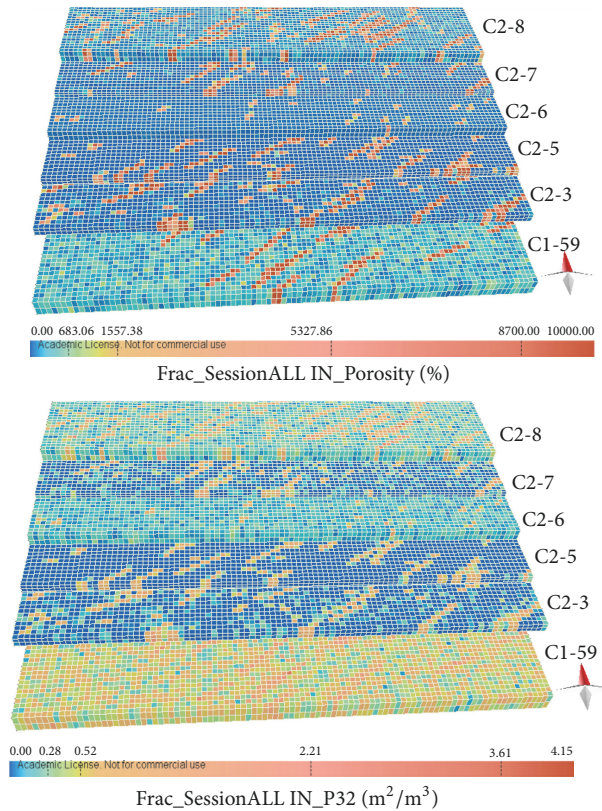 C2-8
C2-7
C2-6
C2-5
C2-3
C1-59
0.00 683.06 1557.38 5327.86 8700.00 10000.00
Academic License. Not for commercial use
Frac_SessionALL IN_Porosity (%)
C2-8
C2-7
C2-6
C2-5
C2-3
C1-59
0.00 0.28 0.52 2.21 3.61 4.15
Academic License. Not for commercial use
Frac_SessionALL IN_P32 (m²/m³)